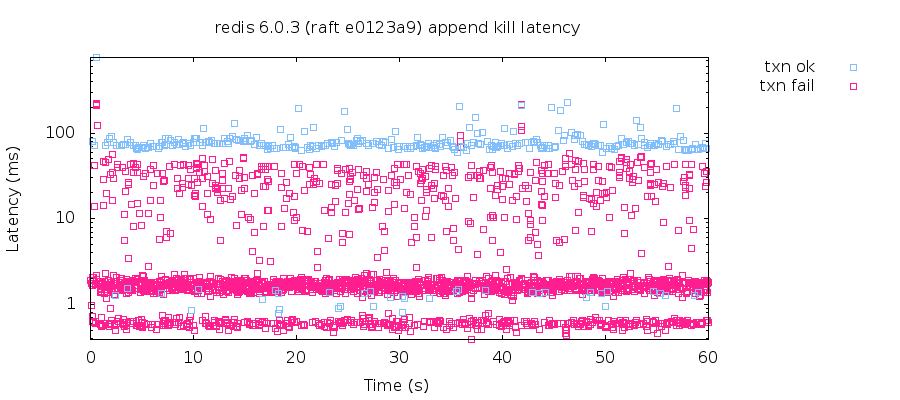 redis 6.0.3 (raft e0123a9) append kill latency
txn ok
txn fail
Latency (ms)
100
10
1
0 10 20 30 40 50 60
Time (s)